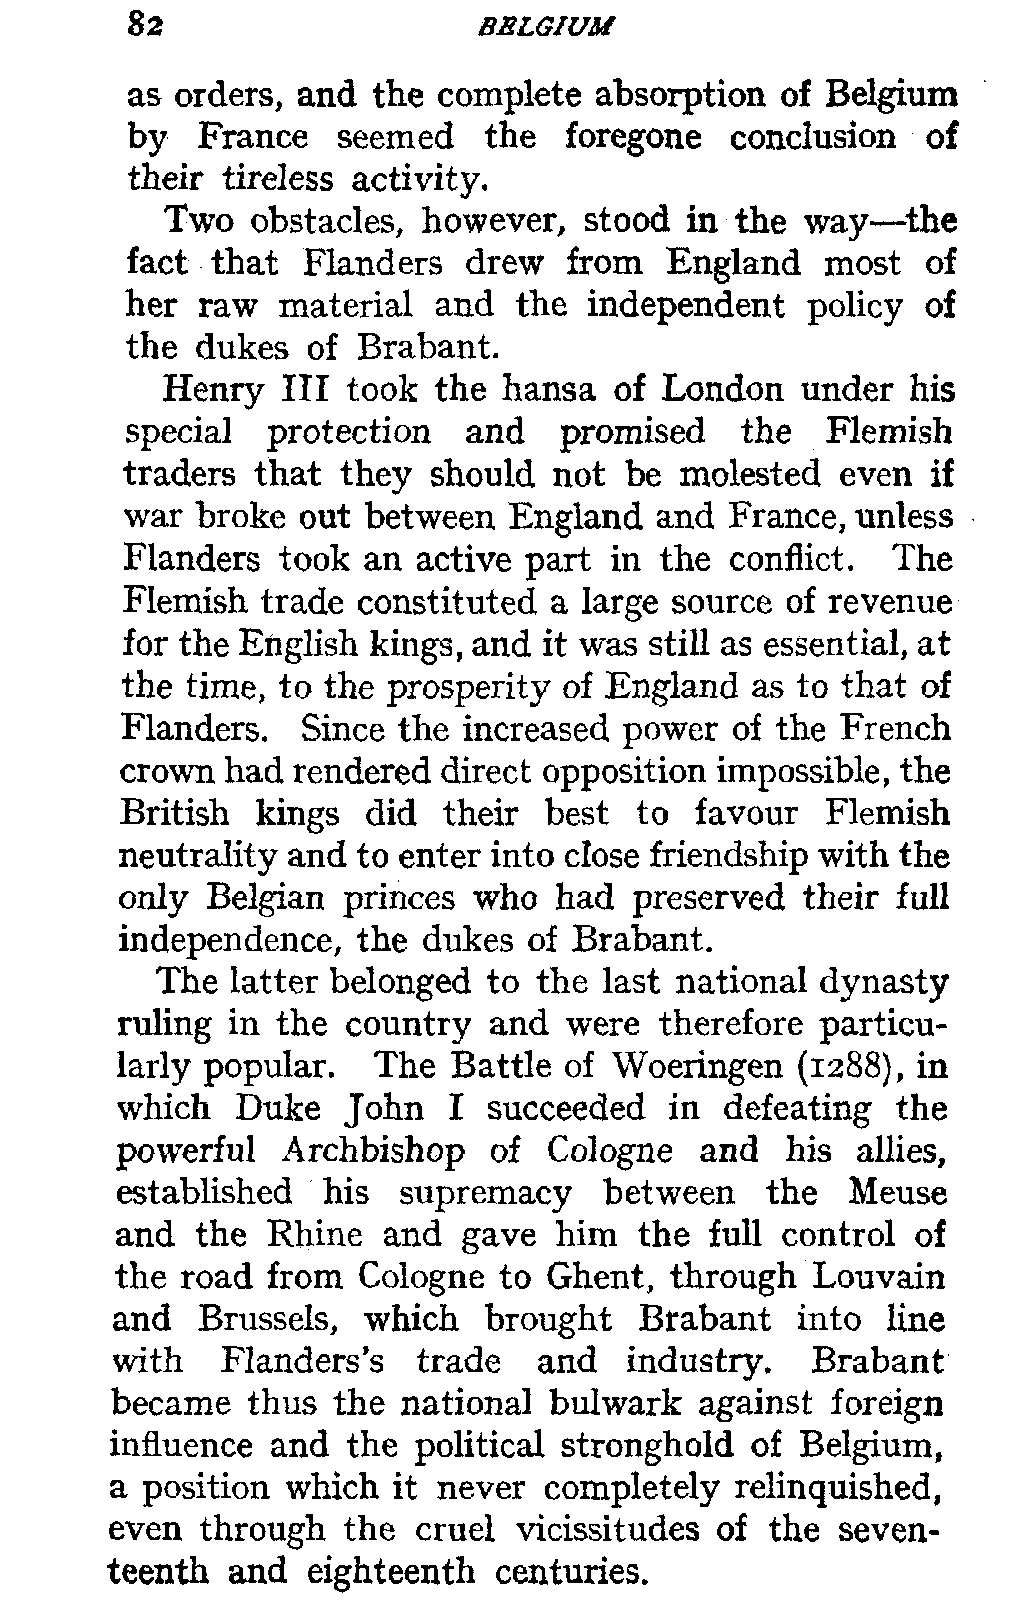 82 BELGIUM
as orders, and the complete absorption of Belgium
by France seemed the foregone conclusion of
their tireless activity.
Two obstacles, however, stood in the way—the
fact that Flanders drew from England most of
her raw material and the independent policy of
the dukes of Brabant.
Henry III took the hansa of London under his
special protection and promised the Flemish
traders that they should not be molested even if
war broke out between England and France, unless
Flanders took an active part in the conflict. The
Flemish trade constituted a large source of revenue
for the English kings, and it was still as essential, at
the time, to the prosperity of England as to that of
Flanders. Since the increased power of the French
crown had rendered direct opposition impossible, the
British kings did their best to favour Flemish
neutrality and to enter into close friendship with the
only Belgian princes who had preserved their full
independence, the dukes of Brabant.
The latter belonged to the last national dynasty
ruling in the country and were therefore particu-
larly popular. The Battle of Woeringen (1288), in
which Duke John I succeeded in defeating the
powerful Archbishop of Cologne and his allies,
established his supremacy between the Meuse
and the Rhine and gave him the full control of
the road from Cologne to Ghent, through Louvain
and Brussels, which brought Brabant into line
with Flanders's trade and industry. Brabant
became thus the national bulwark against foreign
influence and the political stronghold of Belgium,
a position which it never completely relinquished,
even through the cruel vicissitudes of the seven-
teenth and eighteenth centuries.